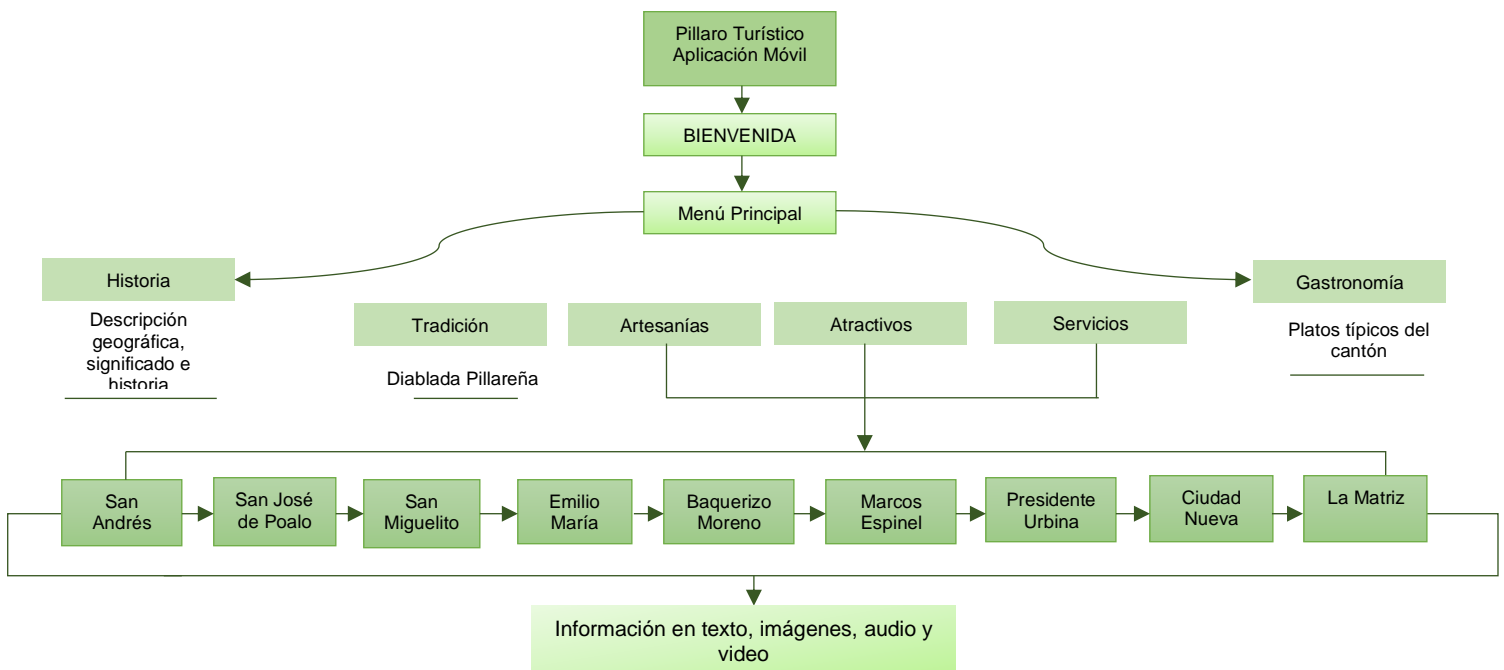 Pillaro Turístico
Aplicación Móvil
BIENVENIDA
Menú Principal
Historia
Descripción
geográfica,
significado e
historia
Tradición
Diablada Pillareña
Artesanías
Atractivos
Servicios
Gastronomía
Platos típicos del
cantón
San
Andrés
San José
de Poalo
San
Miguelito
Emilio
María
Baquerizo
Moreno
Marcos
Espinel
Presidente
Urbina
Ciudad
Nueva
La Matriz
Información en texto, imágenes, audio y
video